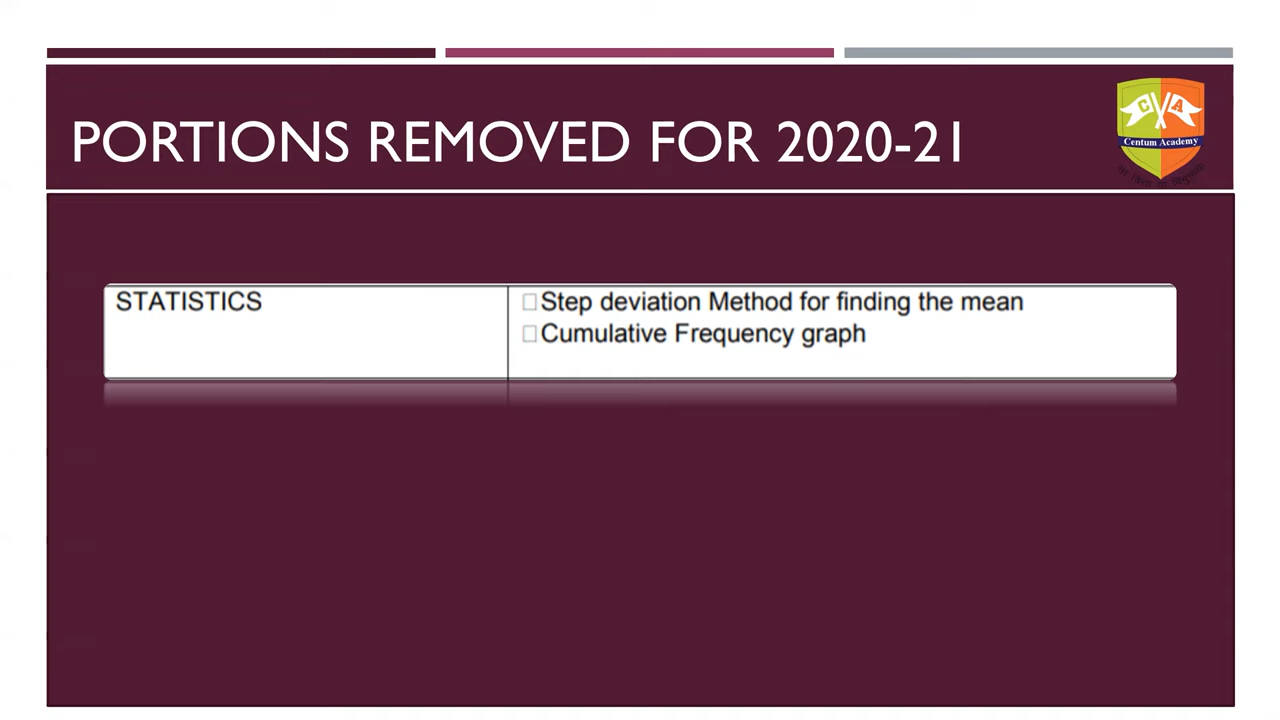 PORTIONS REMOVED FOR 2020-21
C A
Centum Academy
STATISTICS
Step deviation Method for finding the mean
Cumulative Frequency graph